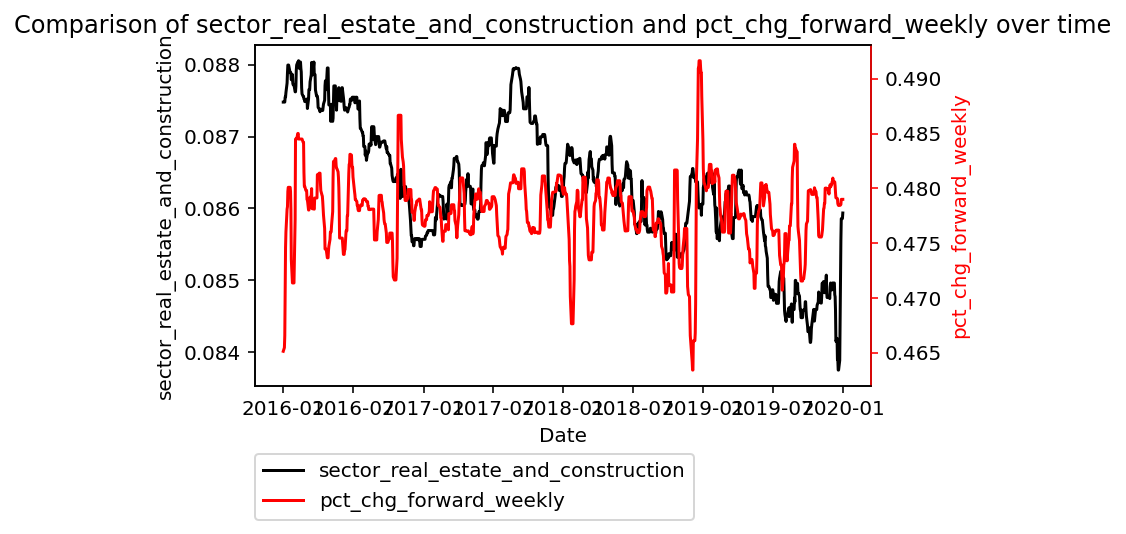 Comparison of sector_real_estate_and_construction and pct_chg_forward_weekly over time
sector_real_estate_and_construction
0.088
0.087
0.086
0.085
0.084
0.490
0.485
0.480
0.475
0.470
0.465
pct_chg_forward_weekly
2016-01 2016-07 2017-01 2017-07 2018-01 2018-07 2019-01 2019-07 2020-01
Date
sector_real_estate_and_construction
pct_chg_forward_weekly